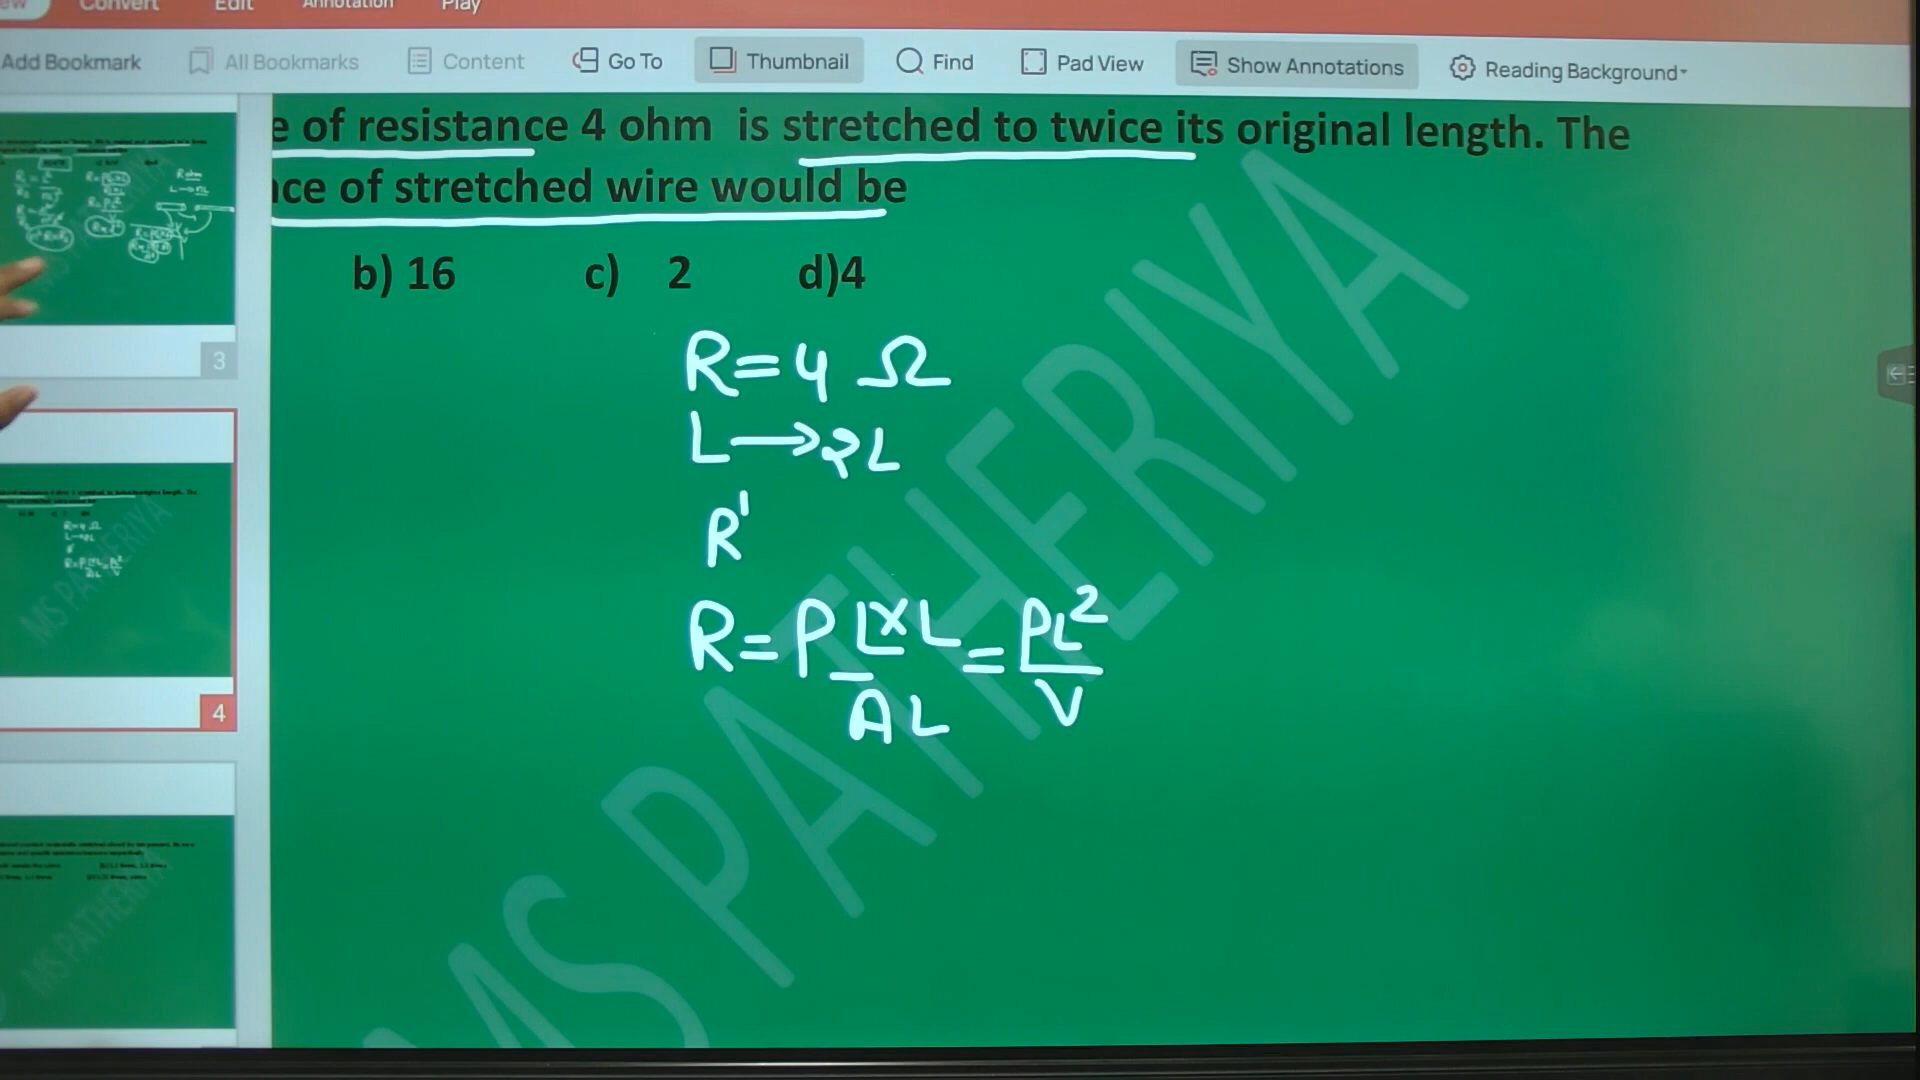 Convert Edit Annotation Play
Add Bookmark All Bookmarks Content Go To Thumbnail Find Pad View Show Annotations Reading Background
e of resistance 4 ohm is stretched to twice its original length. The
ce of stretched wire would be
b) 16 c) 2 d)4
R=4 Ω
L→2L
R'
R=P L×L/AL = PL²/V
MS PATHERIYA
3
4